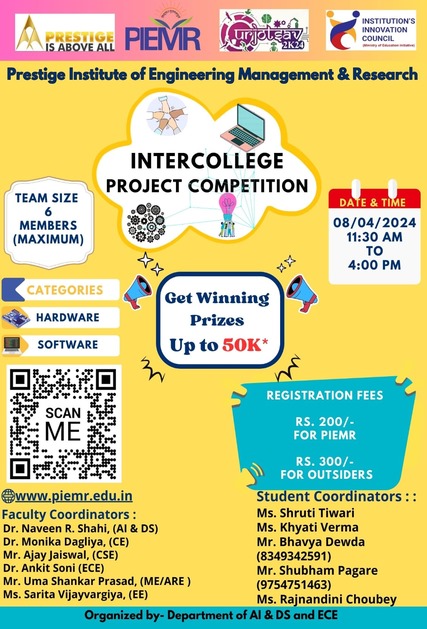 PRESTIGE
IS ABOVE ALL
PIEMR
Urjotsav
2K24
INSTITUTION'S
INNOVATION
COUNCIL
(Ministry of Education Initiative)
Prestige Institute of Engineering Management & Research
INTERCOLLEGE
PROJECT COMPETITION
TEAM SIZE
6
MEMBERS
(MAXIMUM)
DATE & TIME
08/04/2024
11:30 AM
TO
4:00 PM
CATEGORIES
HARDWARE
SOFTWARE
Get Winning
Prizes
Up to 50K*
SCAN
ME
REGISTRATION FEES
RS. 200/-
FOR PIEMR
RS. 300/-
FOR OUTSIDERS
www.piemr.edu.in
Faculty Coordinators :
Dr. Naveen R. Shahi, (AI & DS)
Dr. Monika Dagliya, (CE)
Mr. Ajay Jaiswal, (CSE)
Dr. Ankit Soni (ECE)
Mr. Uma Shankar Prasad, (ME/ARE )
Ms. Sarita Vijayvargiya, (EE)
Student Coordinators : :
Ms. Shruti Tiwari
Ms. Khyati Verma
Mr. Bhavya Dewda
(8349342591)
Mr. Shubham Pagare
(9754751463)
Ms. Rajnandini Choubey
Organized by- Department of AI & DS and ECE